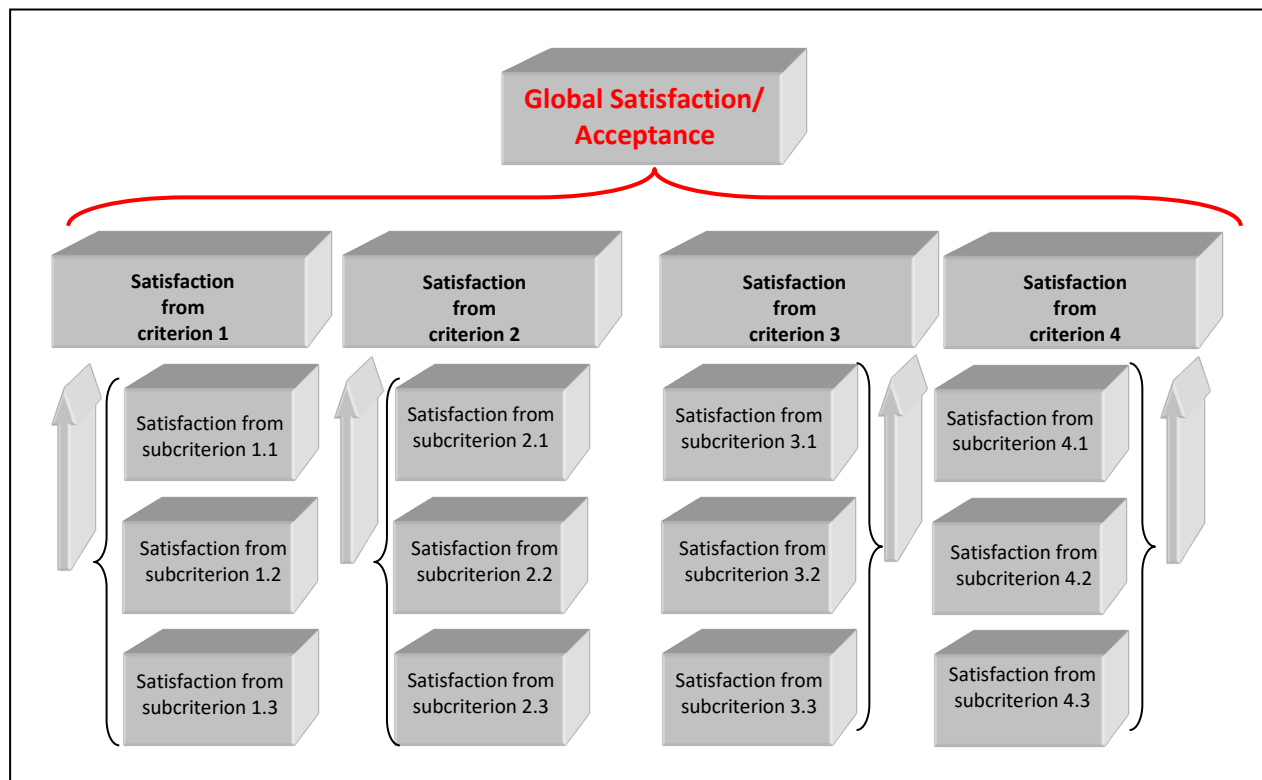 Global Satisfaction/
Acceptance
Satisfaction
from
criterion 1
Satisfaction
from
criterion 2
Satisfaction
from
criterion 3
Satisfaction
from
criterion 4
Satisfaction from
subcriterion 1.1
Satisfaction from
subcriterion 2.1
Satisfaction from
subcriterion 3.1
Satisfaction from
subcriterion 4.1
Satisfaction from
subcriterion 1.2
Satisfaction from
subcriterion 2.2
Satisfaction from
subcriterion 3.2
Satisfaction from
subcriterion 4.2
Satisfaction from
subcriterion 1.3
Satisfaction from
subcriterion 2.3
Satisfaction from
subcriterion 3.3
Satisfaction from
subcriterion 4.3